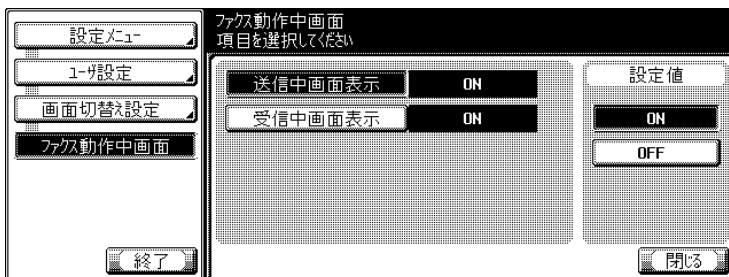 設定メニュー
ユーザ設定
画面切替え設定
ファクス動作中画面
終了
ファクス動作中画面
項目を選択してください
送信中画面表示 ON
受信中画面表示 ON
設定値
ON
OFF
閉じる